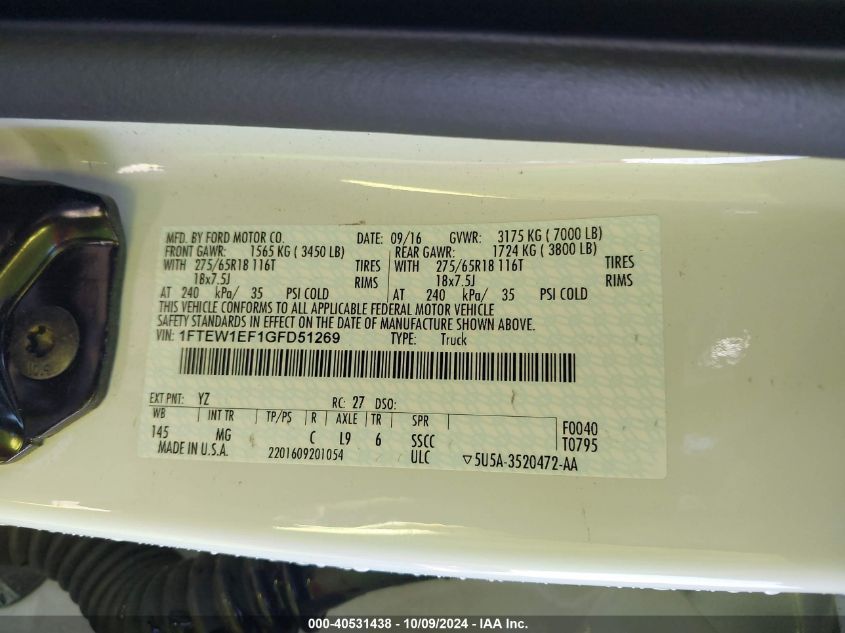 MFD. BY FORD MOTOR CO. DATE: 09/16 GVWR: 3175 KG ( 7000 LB)
FRONT GAWR: 1565 KG ( 3450 LB) REAR GAWR: 1724 KG ( 3800 LB)
WITH 275/65R18 116T TIRES WITH 275/65R18 116T TIRES
18x7.5J RIMS 18x7.5J RIMS
AT 240 kPa/ 35 PSI COLD AT 240 kPa/ 35 PSI COLD
THIS VEHICLE CONFORMS TO ALL APPLICABLE FEDERAL MOTOR VEHICLE
SAFETY STANDARDS IN EFFECT ON THE DATE OF MANUFACTURE SHOWN ABOVE.
VIN: 1FTEW1EF1GFD51269 TYPE: Truck
EXT PNT: YZ RC: 27 DSO:
WB INT TR TP/PS R AXLE TR SPR F0040
145 MG C L9 6 SSCC T0795
MADE IN U.S.A. 2201609201054 ULC ▽5U5A-3520472-AA
000-40531438 - 10/09/2024 - IAA Inc.